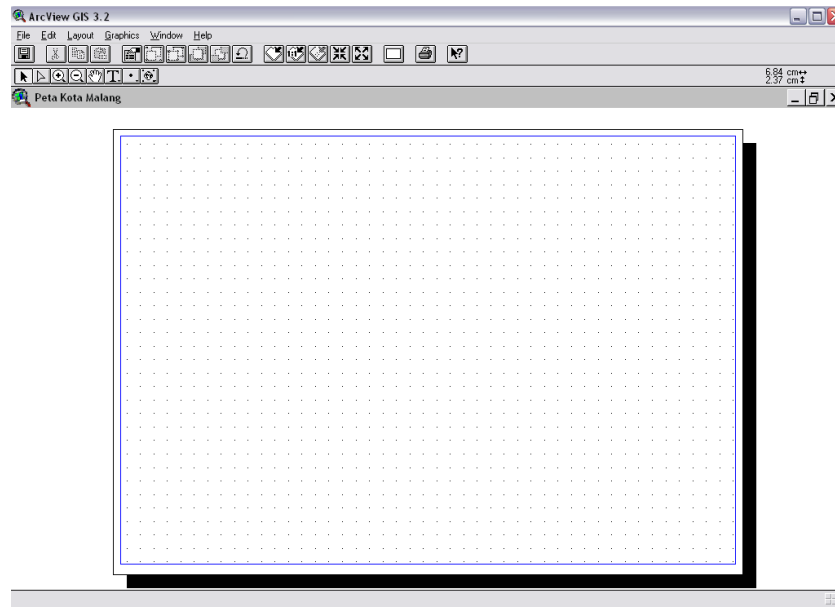 ArcView GIS 3.2
File Edit Layout Graphics Window Help
6.84 cm
2.37 cm
Peta Kota Malang